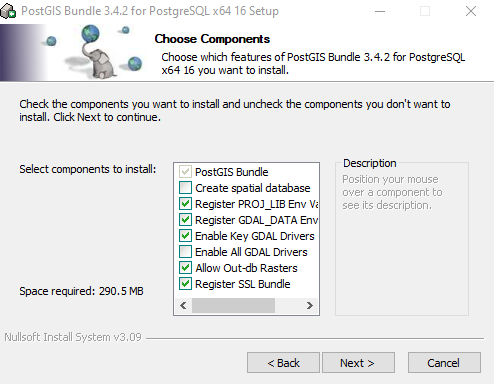 PostGIS Bundle 3.4.2 for PostgreSQL x64 16 Setup
Choose Components
Choose which features of PostGIS Bundle 3.4.2 for PostgreSQL
x64 16 you want to install.
Check the components you want to install and uncheck the components you don't want to
install. Click Next to continue.
Select components to install:
PostGIS Bundle
Create spatial database
Register PROJ_LIB Env Va
Register GDAL_DATA Env
Enable Key GDAL Drivers
Enable All GDAL Drivers
Allow Out-db Rasters
Register SSL Bundle
Description
Position your mouse
over a component to
see its description.
Space required: 290.5 MB
Nullsoft Install System v3.09
< Back
Next >
Cancel